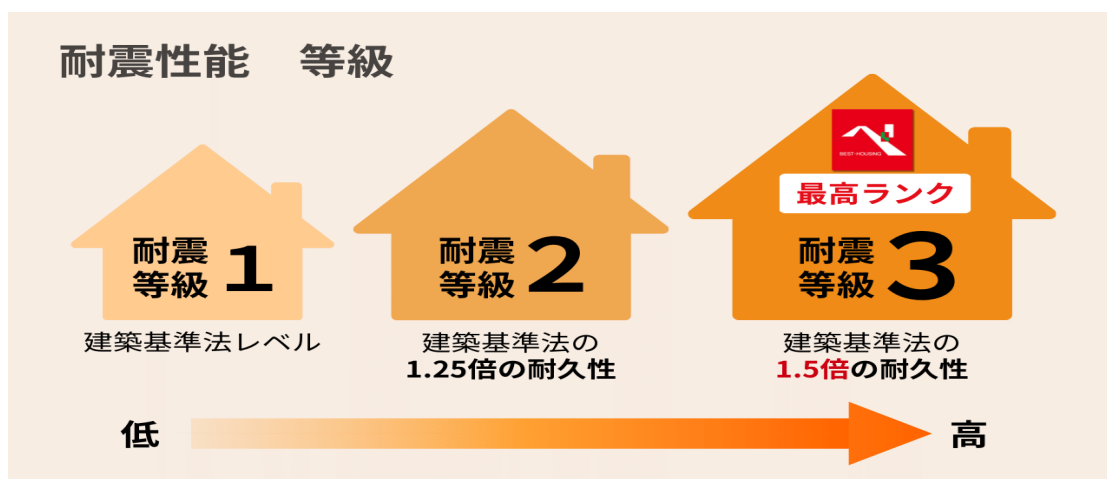 耐震性能　等級
BEST-HOUSING
最高ランク
耐震
等級 1
耐震
等級 2
耐震
等級 3
建築基準法レベル
建築基準法の
1.25倍の耐久性
建築基準法の
1.5倍の耐久性
低
高